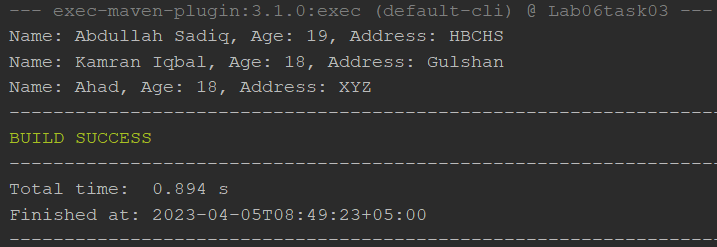 --- exec-maven-plugin:3.1.0:exec (default-cli) @ Lab06task03 ---
Name: Abdullah Sadiq, Age: 19, Address: HBCHS
Name: Kamran Iqbal, Age: 18, Address: Gulshan
Name: Ahad, Age: 18, Address: XYZ
------------------------------------------------------------------------
BUILD SUCCESS
------------------------------------------------------------------------
Total time:  0.894 s
Finished at: 2023-04-05T08:49:23+05:00
------------------------------------------------------------------------